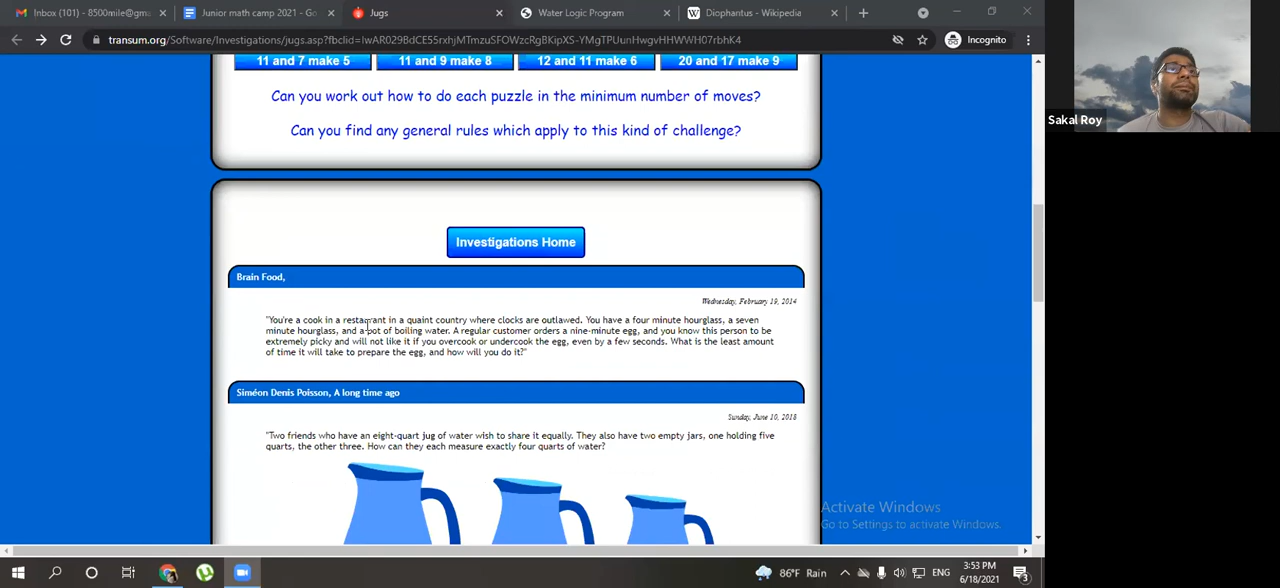 Inbox (101) - 8500mile@gma
Junior math camp 2021 - Go
Jugs
Water Logic Program
Diophantus - Wikipedia
transum.org/Software/Investigations/jugs.asp?fbclid=IwAR029BdCE55rxhjMTmzuSFOWzcRgBKipXS-YMgTPUunHwgvHHWWH07rbhK4
Incognito
11 and 7 make 5
11 and 9 make 8
12 and 11 make 6
20 and 17 make 9
Can you work out how to do each puzzle in the minimum number of moves?
Can you find any general rules which apply to this kind of challenge?
Sakal Roy
Investigations Home
Brain Food,
Wednesday, February 19, 2014
"You're a cook in a restaurant in a quaint country where clocks are outlawed. You have a four minute hourglass, a seven
minute hourglass, and a pot of boiling water. A regular customer orders a nine-minute egg, and you know this person to be
extremely picky and will not like it if you overcook or undercook the egg, even by a few seconds. What is the least amount
of time it will take to prepare the egg, and how will you do it?"
Siméon Denis Poisson, A long time ago
Sunday, June 10, 2018
"Two friends who have an eight-quart jug of water wish to share it equally. They also have two empty jars, one holding five
quarts, the other three. How can they each measure exactly four quarts of water?
Activate Windows
Go to Settings to activate Windows.
86°F Rain
ENG
3:53 PM
6/18/2021
3